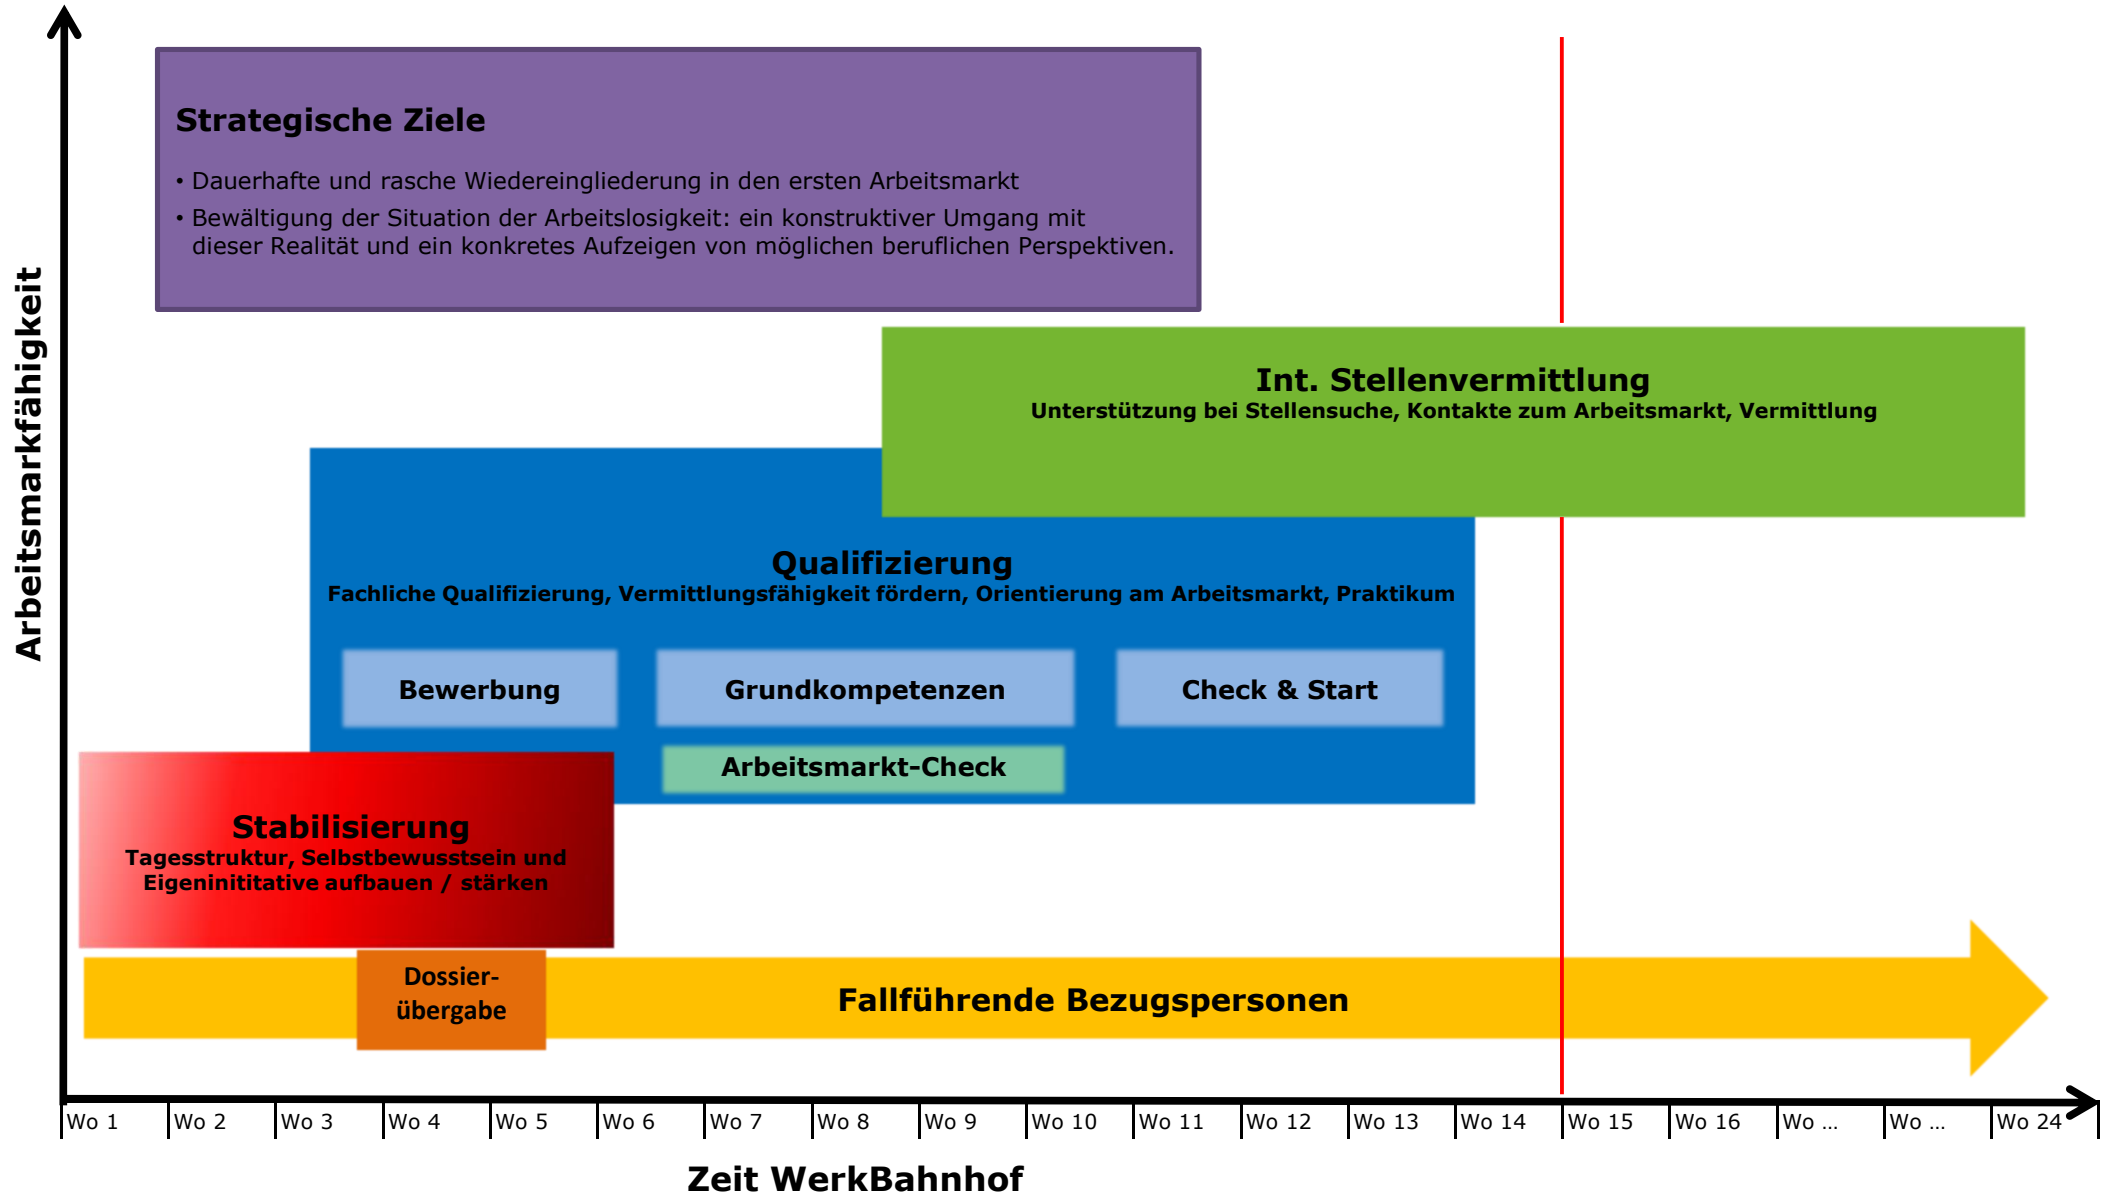 Arbeitsmarkfähigkeit
Strategische Ziele
• Dauerhafte und rasche Wiedereingliederung in den ersten Arbeitsmarkt
• Bewältigung der Situation der Arbeitslosigkeit: ein konstruktiver Umgang mit
dieser Realität und ein konkretes Aufzeigen von möglichen beruflichen Perspektiven.
Int. Stellenvermittlung
Unterstützung bei Stellensuche, Kontakte zum Arbeitsmarkt, Vermittlung
Qualifizierung
Fachliche Qualifizierung, Vermittlungsfähigkeit fördern, Orientierung am Arbeitsmarkt, Praktikum
Bewerbung
Grundkompetenzen
Check & Start
Arbeitsmarkt-Check
Stabilisierung
Tagesstruktur, Selbstbewusstsein und
Eigeninititative aufbauen / stärken
Dossier-
übergabe
Fallführende Bezugspersonen
Wo 1 Wo 2 Wo 3 Wo 4 Wo 5 Wo 6 Wo 7 Wo 8 Wo 9 Wo 10 Wo 11 Wo 12 Wo 13 Wo 14 Wo 15 Wo 16 Wo ... Wo ... Wo 24
Zeit WerkBahnhof